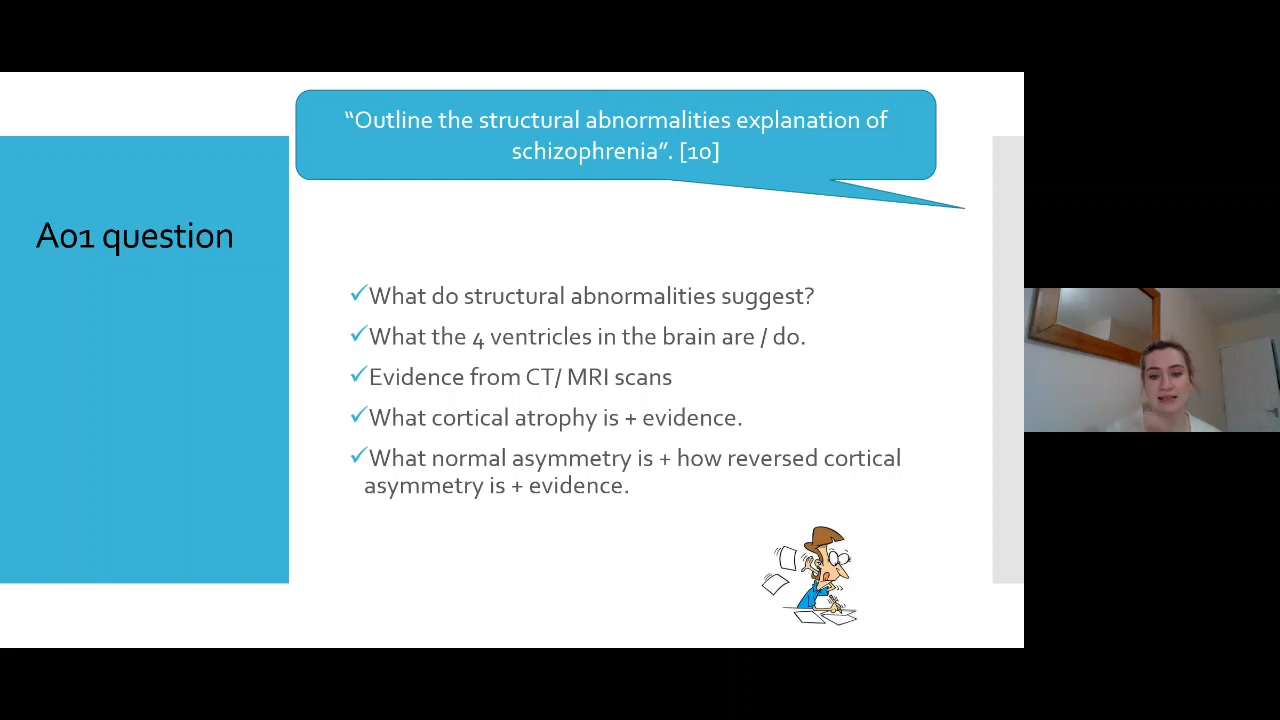 “Outline the structural abnormalities explanation of
schizophrenia”. [10]
A01 question
✓What do structural abnormalities suggest?
✓What the 4 ventricles in the brain are / do.
✓Evidence from CT/ MRI scans
✓What cortical atrophy is + evidence.
✓What normal asymmetry is + how reversed cortical
asymmetry is + evidence.